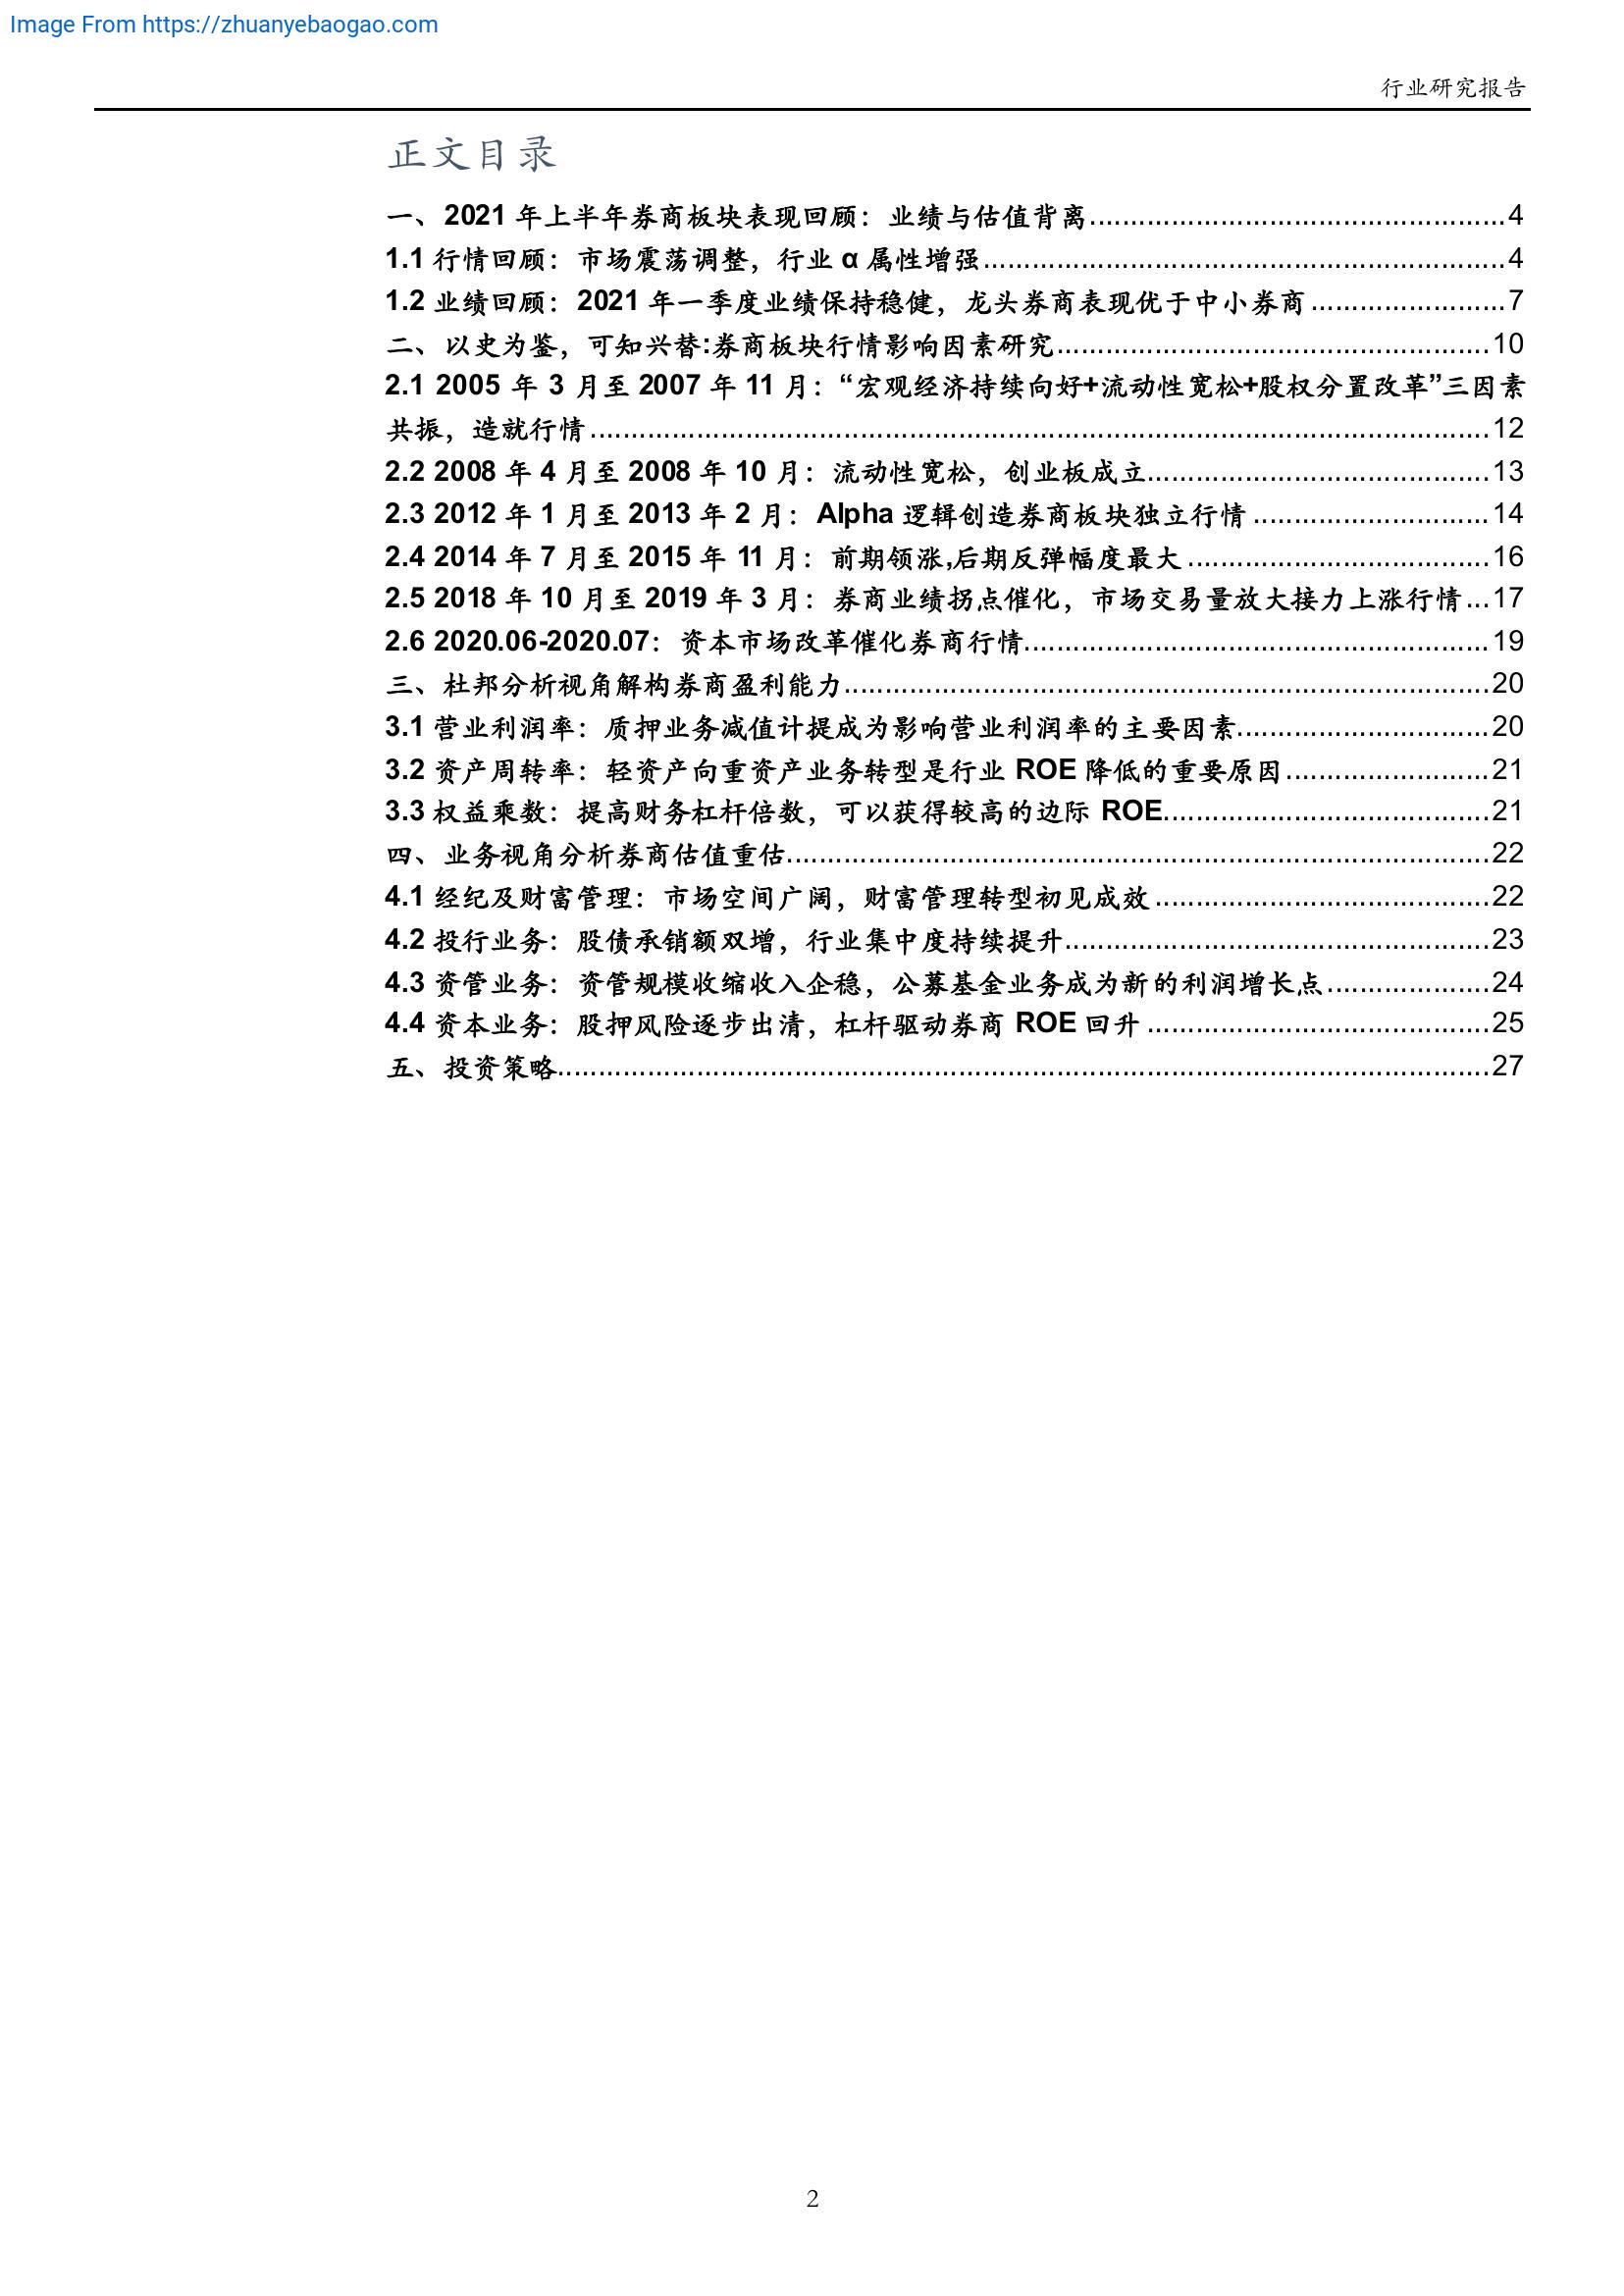 Image From https://zhuanyebaogao.com
行业研究报告
正文目录
一、2021 年上半年券商板块表现回顾：业绩与估值背离................................................4
1.1 行情回顾：市场震荡调整，行业 α 属性增强................................................................4
1.2 业绩回顾：2021 年一季度业绩保持稳健，龙头券商表现优于中小券商........................7
二、以史为鉴，可知兴替:券商板块行情影响因素研究.....................................................10
2.1 2005 年 3 月至 2007 年 11 月：“宏观经济持续向好+流动性宽松+股权分置改革”三因素
共振，造就行情..............................................................................................................12
2.2 2008 年 4 月至 2008 年 10 月：流动性宽松，创业板成立..........................................13
2.3 2012 年 1 月至 2013 年 2 月：Alpha 逻辑创造券商板块独立行情.............................14
2.4 2014 年 7 月至 2015 年 11 月：前期领涨,后期反弹幅度最大.....................................16
2.5 2018 年 10 月至 2019 年 3 月：券商业绩拐点催化，市场交易量放大接力上涨行情...17
2.6 2020.06-2020.07：资本市场改革催化券商行情.........................................................19
三、杜邦分析视角解构券商盈利能力...............................................................................20
3.1 营业利润率：质押业务减值计提成为影响营业利润率的主要因素...............................20
3.2 资产周转率：轻资产向重资产业务转型是行业 ROE 降低的重要原因.........................21
3.3 权益乘数：提高财务杠杆倍数，可以获得较高的边际 ROE........................................21
四、业务视角分析券商估值重估......................................................................................22
4.1 经纪及财富管理：市场空间广阔，财富管理转型初见成效.........................................22
4.2 投行业务：股债承销额双增，行业集中度持续提升....................................................23
4.3 资管业务：资管规模收缩收入企稳，公募基金业务成为新的利润增长点....................24
4.4 资本业务：股押风险逐步出清，杠杆驱动券商 ROE 回升..........................................25
五、投资策略..................................................................................................................27
2